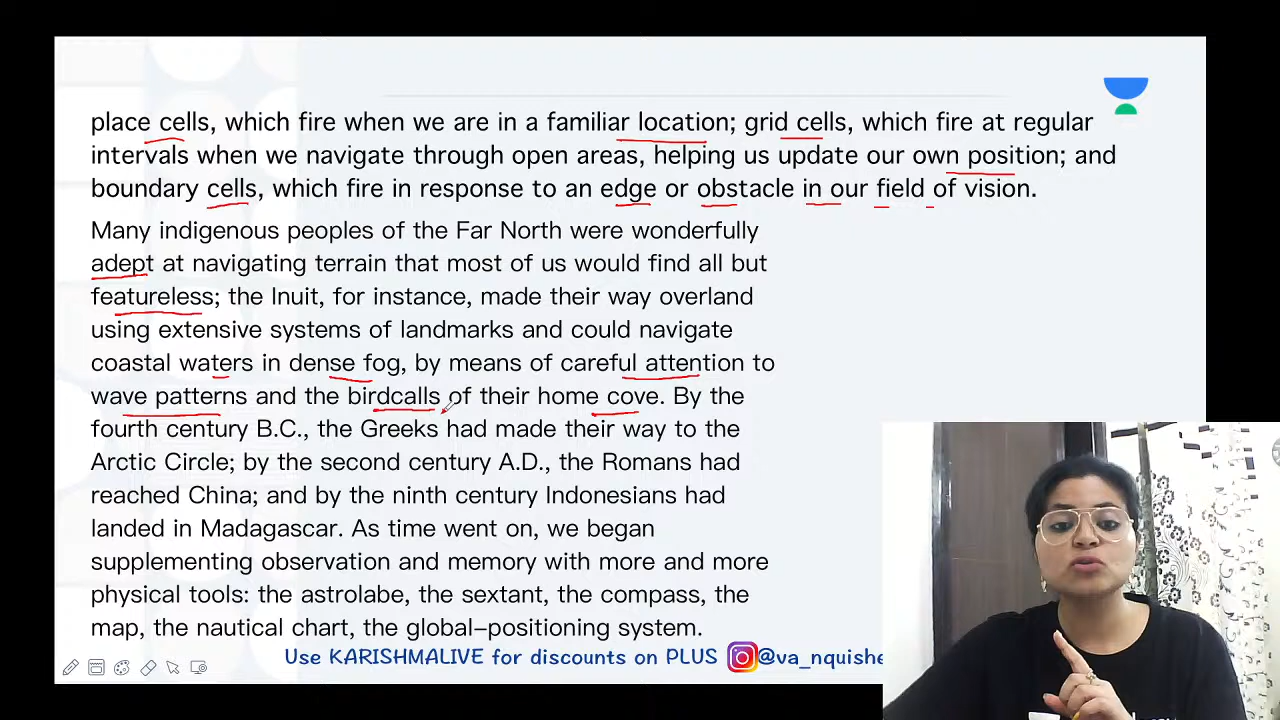 place cells, which fire when we are in a familiar location; grid cells, which fire at regular
intervals when we navigate through open areas, helping us update our own position; and
boundary cells, which fire in response to an edge or obstacle in our field of vision.
Many indigenous peoples of the Far North were wonderfully
adept at navigating terrain that most of us would find all but
featureless; the Inuit, for instance, made their way overland
using extensive systems of landmarks and could navigate
coastal waters in dense fog, by means of careful attention to
wave patterns and the birdcalls of their home cove. By the
fourth century B.C., the Greeks had made their way to the
Arctic Circle; by the second century A.D., the Romans had
reached China; and by the ninth century Indonesians had
landed in Madagascar. As time went on, we began
supplementing observation and memory with more and more
physical tools: the astrolabe, the sextant, the compass, the
map, the nautical chart, the global–positioning system.
Use KARISHMALIVE for discounts on PLUS @va_nquishe